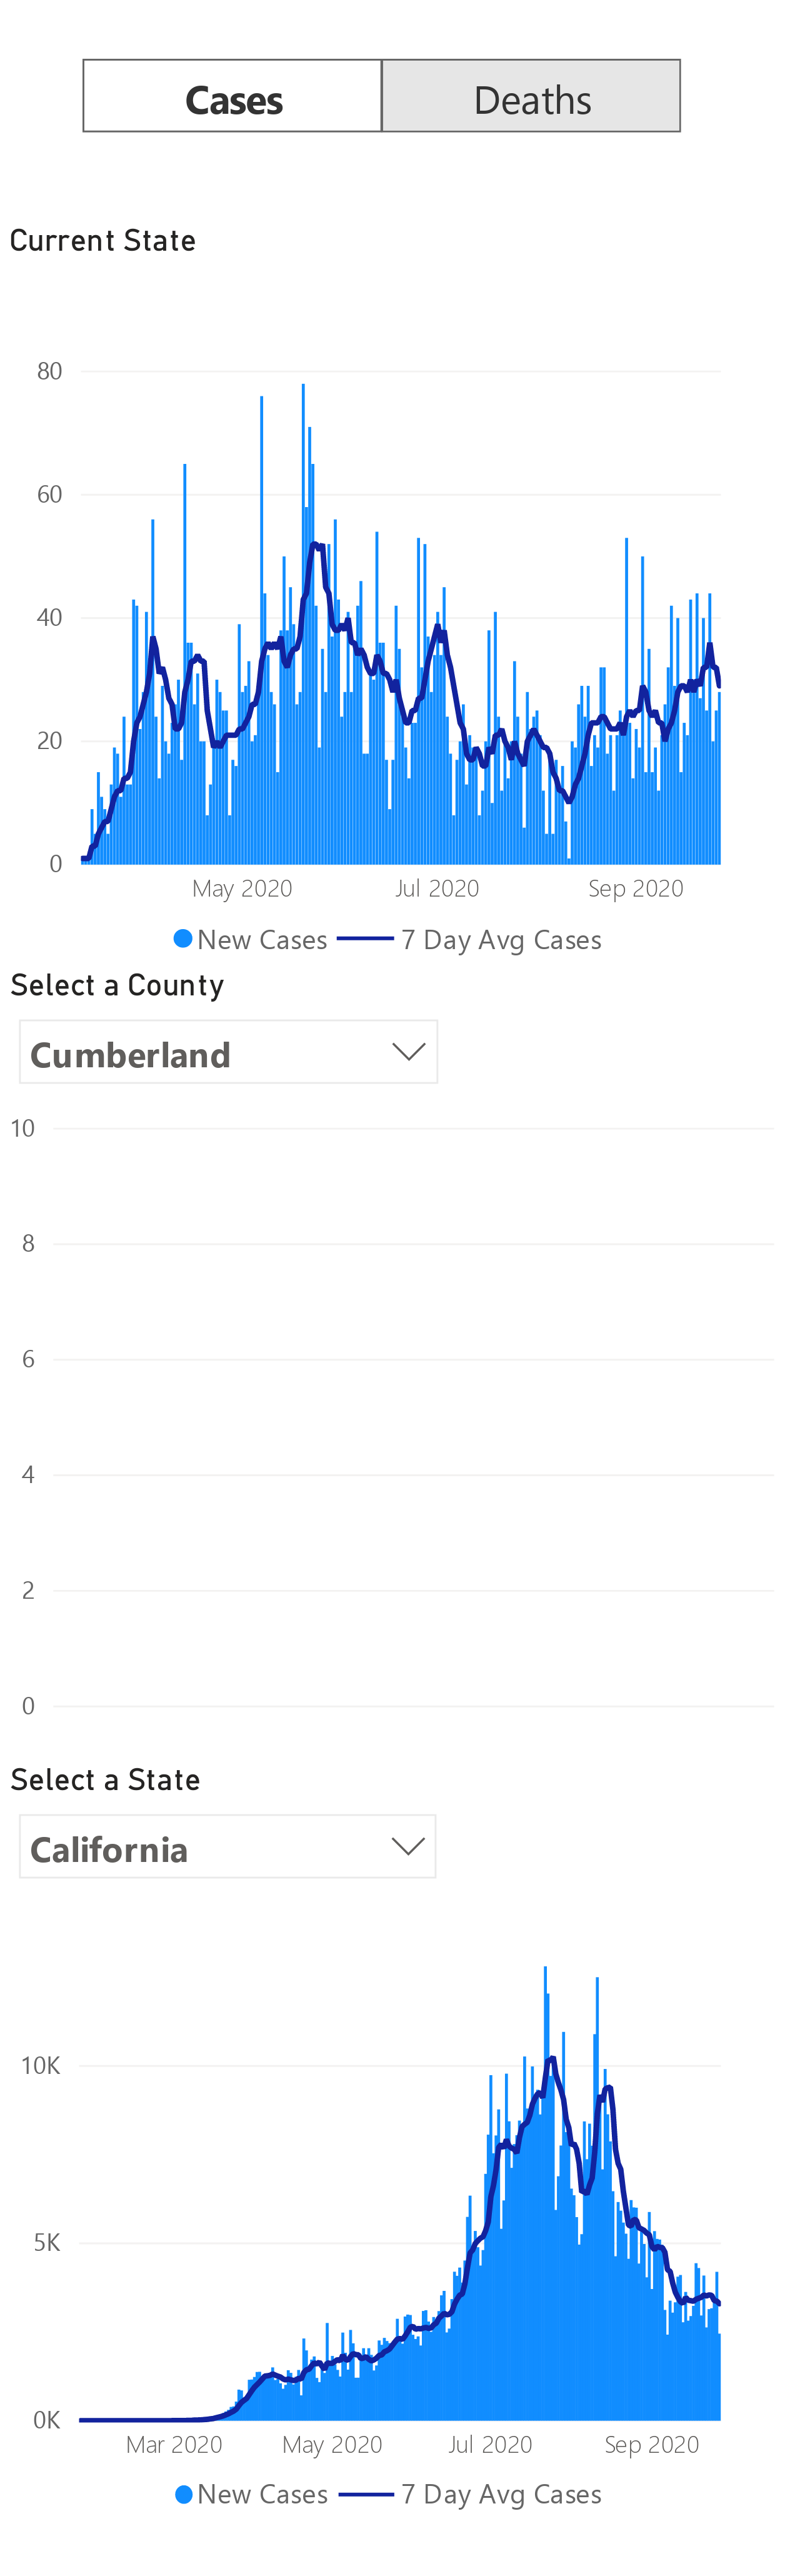 Cases Deaths
Current State
80
60
40
20
0
May 2020 Jul 2020 Sep 2020
New Cases 7 Day Avg Cases
Select a County
Cumberland
10
8
6
4
2
0
Select a State
California
10K
5K
0K
Mar 2020 May 2020 Jul 2020 Sep 2020
New Cases 7 Day Avg Cases